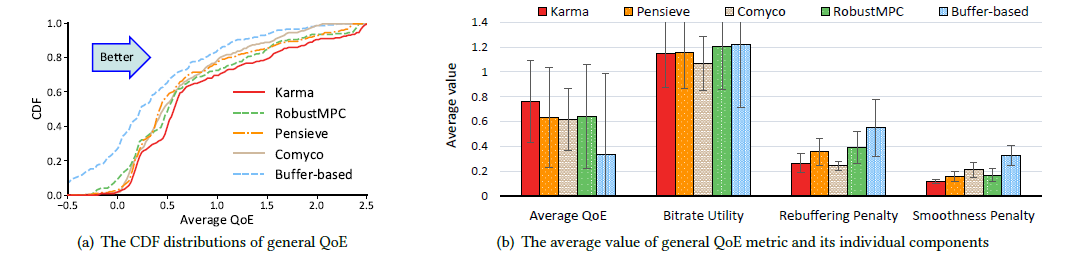 1.0
0.8
0.6
0.4
0.2
0.0
CDF
Better
Karma
RobustMPC
Pensieve
Comyco
Buffer-based
−0.5 0.0 0.5 1.0 1.5 2.0 2.5
Average QoE
(a) The CDF distributions of general QoE
Karma Pensieve Comyco RobustMPC Buffer-based
1.4
1.2
1
0.8
0.6
0.4
0.2
0
Average value
Average QoE Bitrate Utility Rebuffering Penalty Smoothness Penalty
(b) The average value of general QoE metric and its individual components